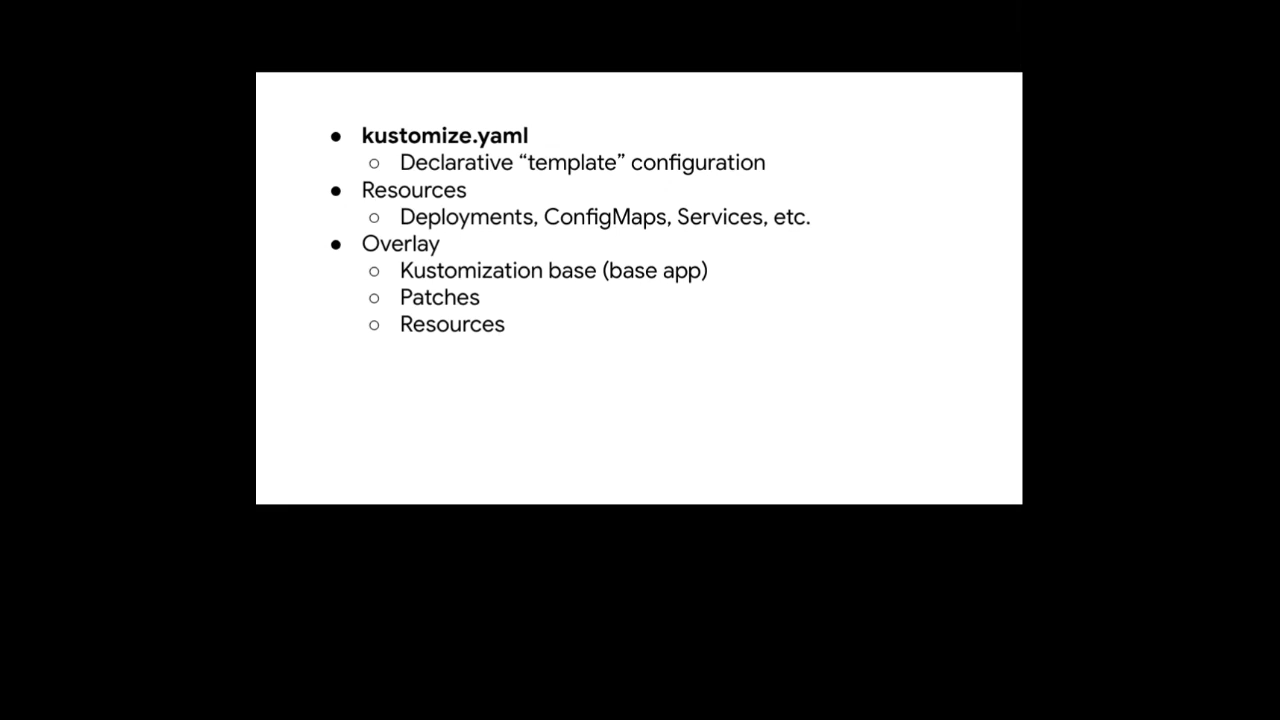 ● kustomize.yaml
○ Declarative “template” configuration
● Resources
○ Deployments, ConfigMaps, Services, etc.
● Overlay
○ Kustomization base (base app)
○ Patches
○ Resources